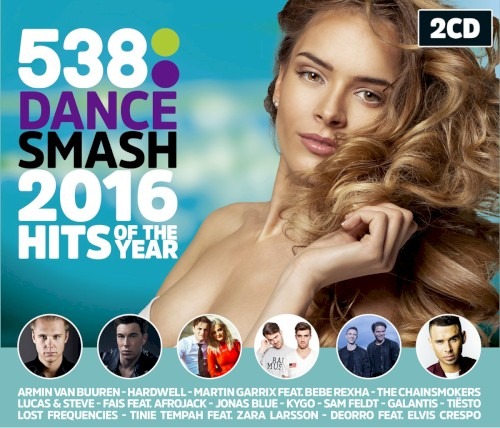 2CD
538
DANCE
SMASH
2016
HITS OF THE YEAR
ARMIN VAN BUUREN - HARDWELL - MARTIN GARRIX FEAT. BEBE REXHA - THE CHAINSMOKERS
LUCAS & STEVE - FAIS FEAT. AFROJACK - JONAS BLUE - KYGO - SAM FELDT - GALANTIS - TIËSTO
LOST FREQUENCIES - TINIE TEMPAH FEAT. ZARA LARSSON - DEORRO FEAT. ELVIS CRESPO